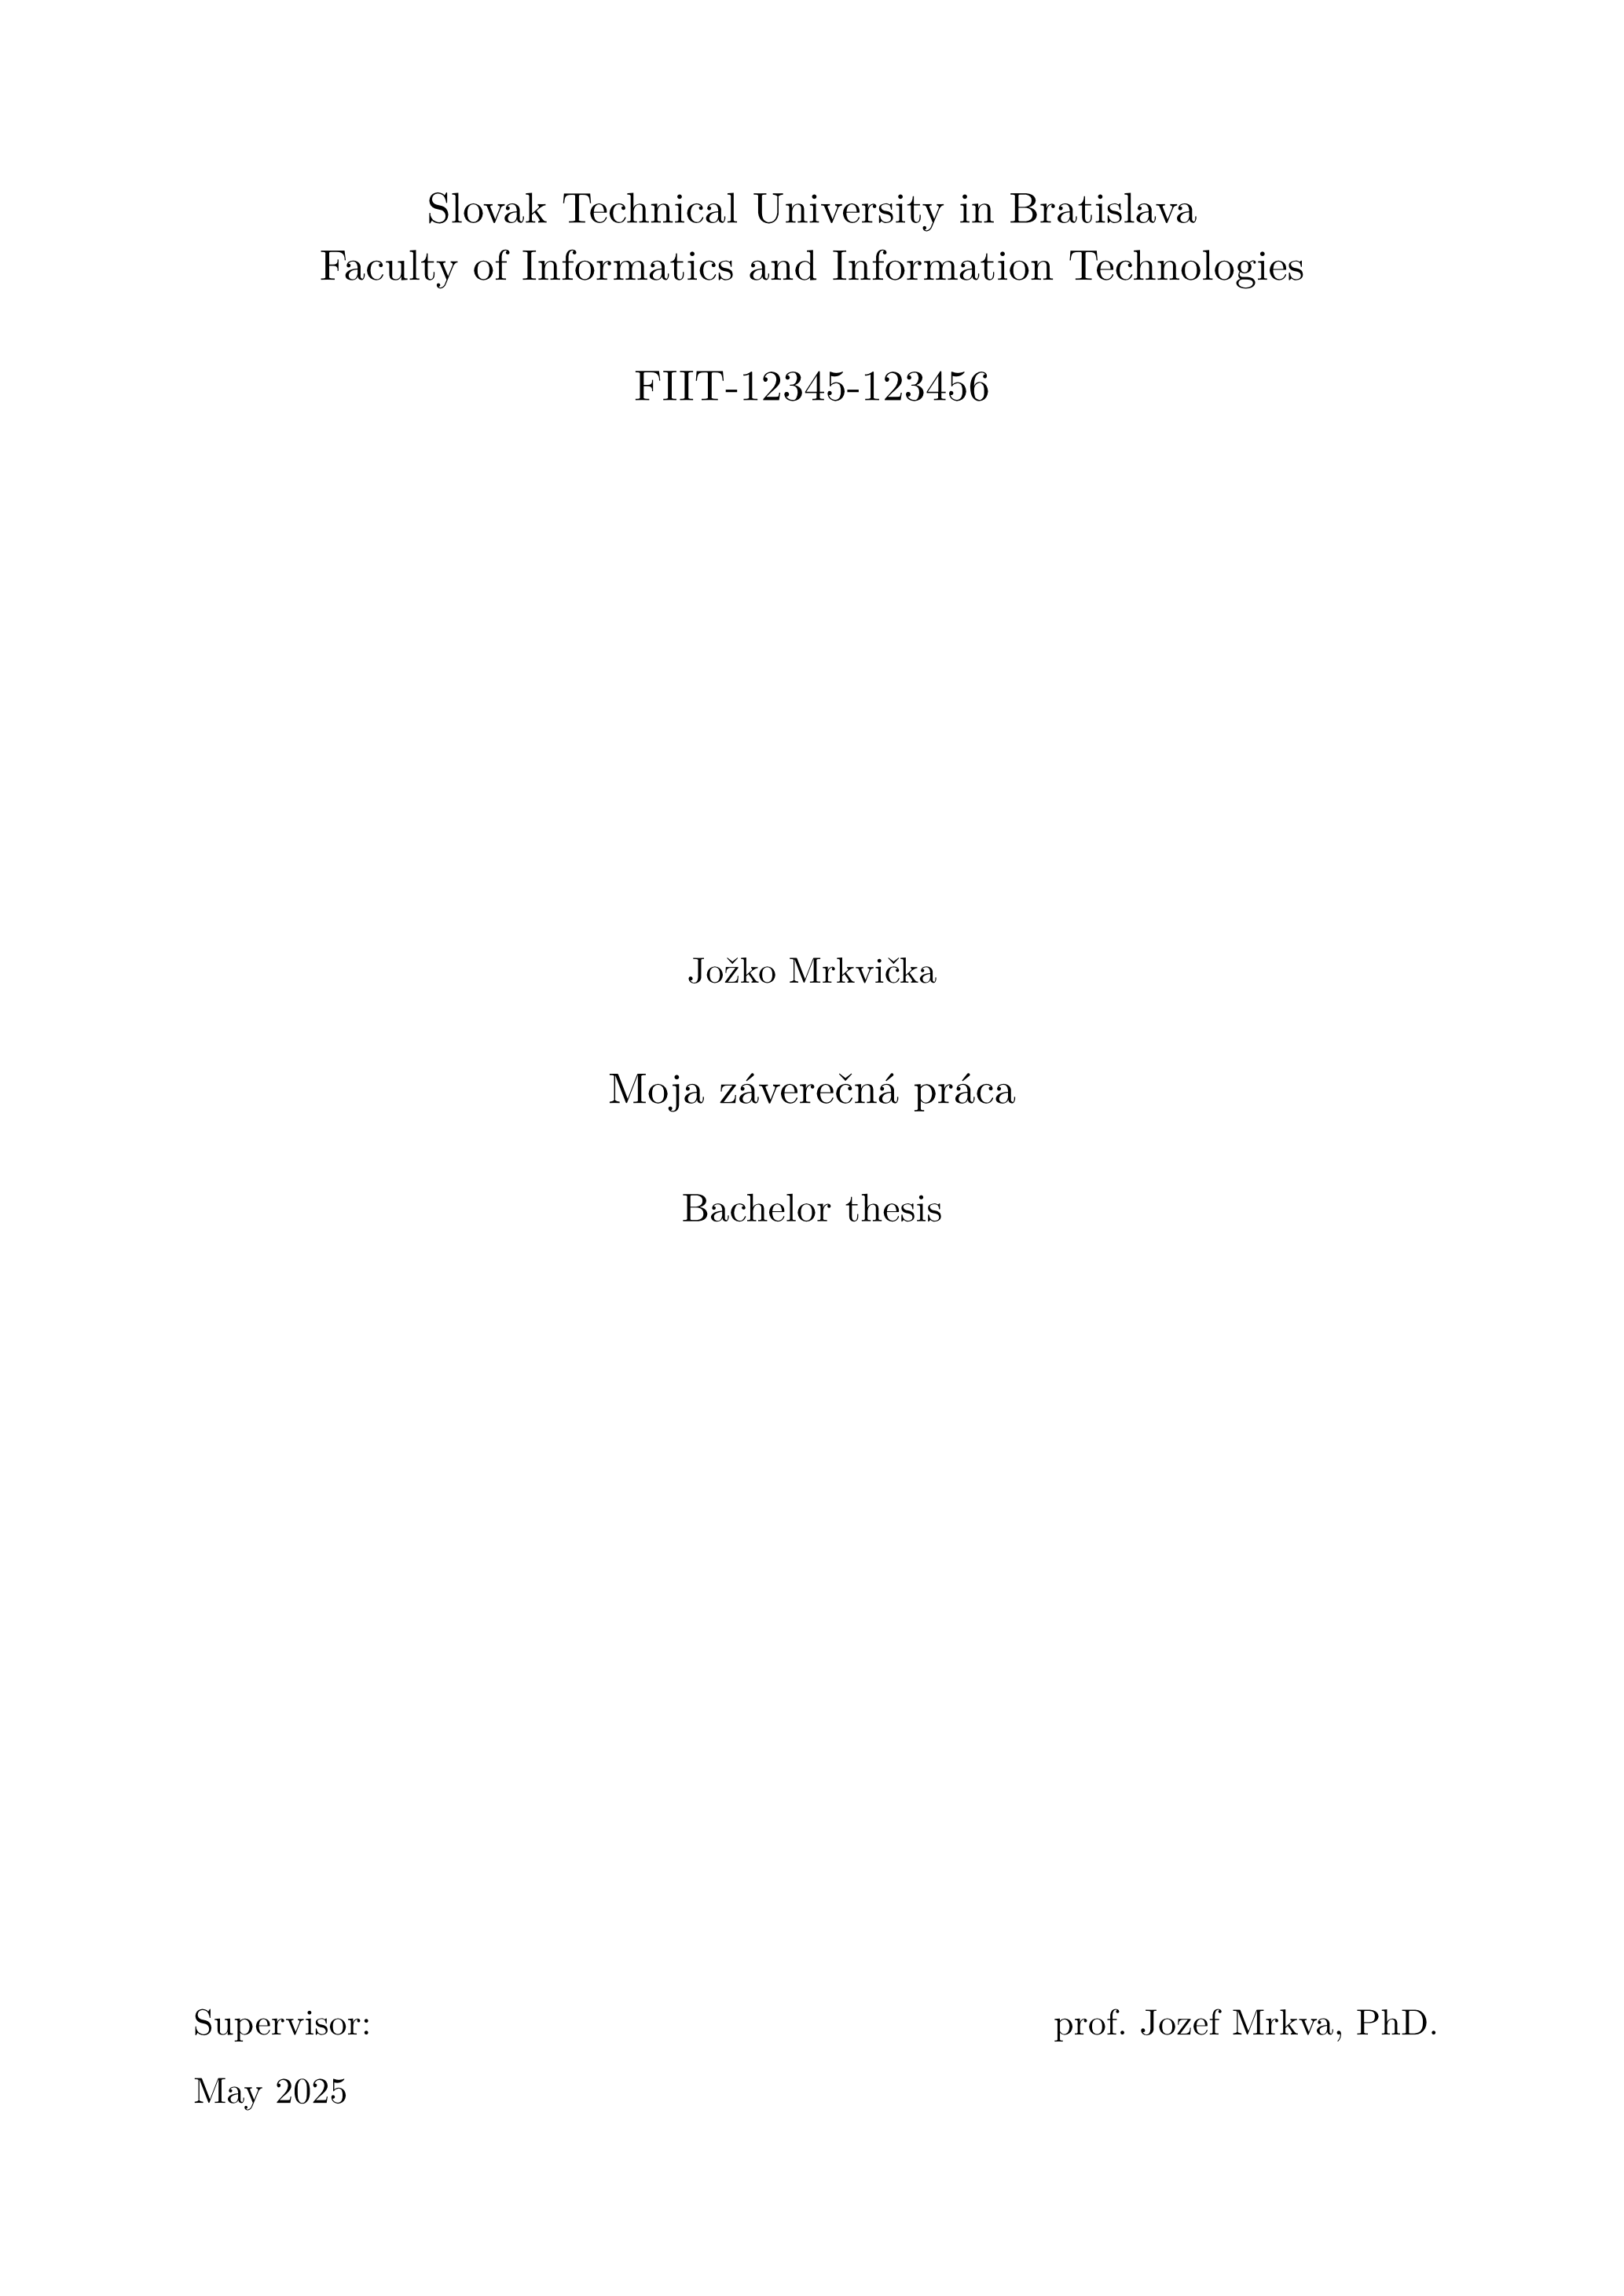 Slovak Technical University in Bratislava
Faculty of Informatics and Information Technologies
FIIT-12345-123456
Jožko Mrkvička
Moja záverečná práca
Bachelor thesis
Supervisor: prof. Jozef Mrkva, PhD.
May 2025